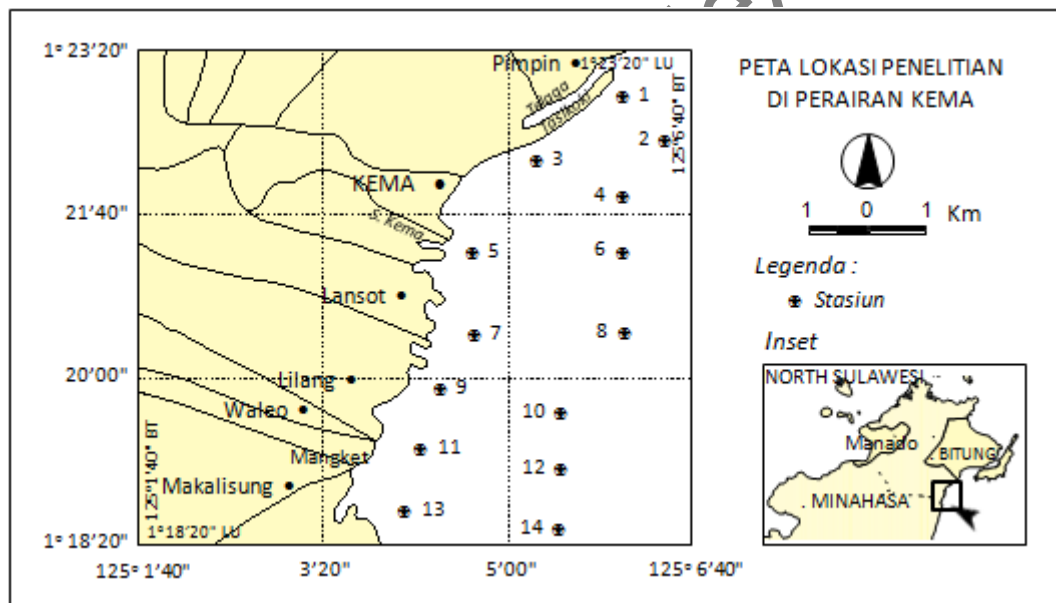 1° 23'20"
Pimpin
1°23'20" LU
Telaga
Tasikoki
1
2
125°6'40" BT
3
KEMA
4
21'40"
S. Kema
5
6
Lansot
7
8
20'00"
Lilang
9
Waleo
10
Mangket
11
Makalisung
12
125°1'40" BT
13
1°18'20" LU
14
1° 18'20"
125° 1'40"
3'20"
5'00"
125° 6'40"
PETA LOKASI PENELITIAN
DI PERAIRAN KEMA
1 0 1 Km
Legenda :
Stasiun
Inset
NORTH SULAWESI
Manado
BITUNG
MINAHASA